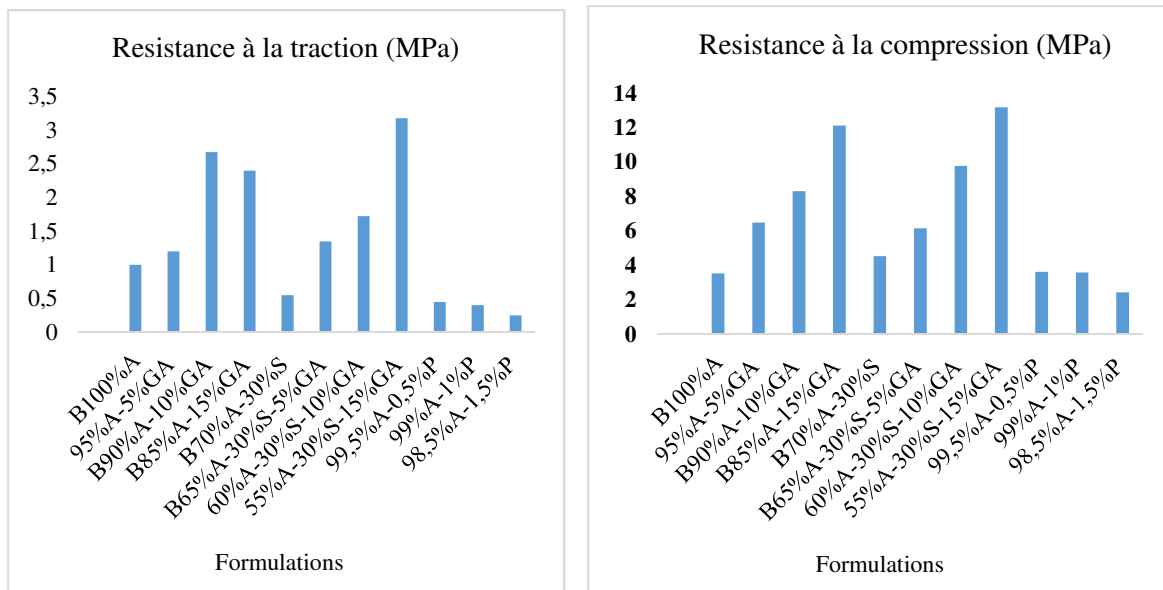 Resistance à la traction (MPa)
3,5
3
2,5
2
1,5
1
0,5
0
B100%A
95%A-5%GA
B90%A-10%GA
B85%A-15%GA
B70%A-30%S
B65%A-30%S-5%GA
60%A-30%S-10%GA
55%A-30%S-15%GA
99,5%A-0,5%P
99%A-1%P
98,5%A-1,5%P
Formulations
Resistance à la compression (MPa)
14
12
10
8
6
4
2
0
B100%A
95%A-5%GA
B90%A-10%GA
B85%A-15%GA
B70%A-30%S
B65%A-30%S-5%GA
60%A-30%S-10%GA
55%A-30%S-15%GA
99,5%A-0,5%P
99%A-1%P
98,5%A-1,5%P
Formulations